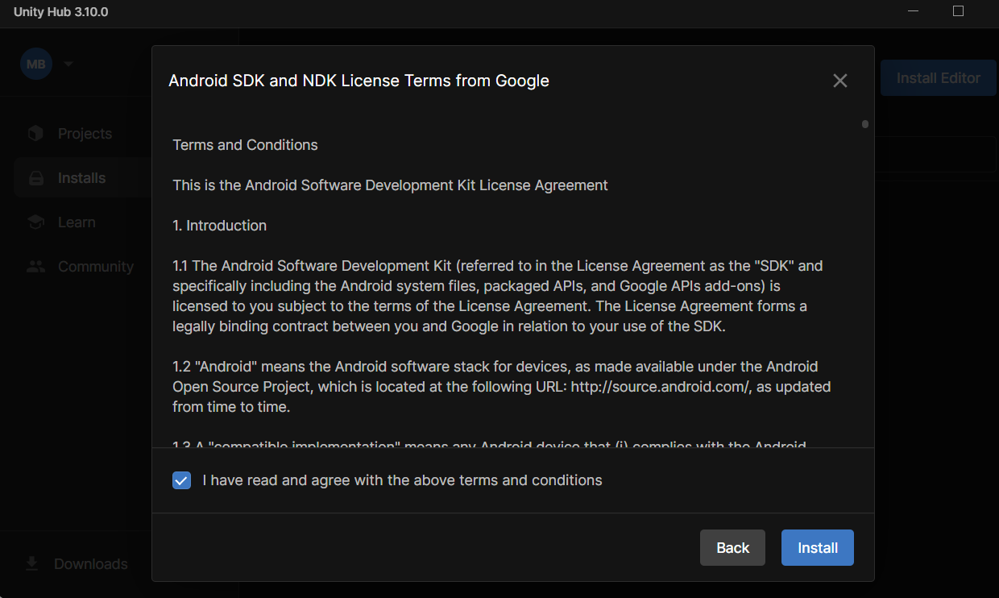 Unity Hub 3.10.0
MB
Install Editor
Projects
Installs
Learn
Community
Downloads
Android SDK and NDK License Terms from Google
Terms and Conditions
This is the Android Software Development Kit License Agreement
1. Introduction
1.1 The Android Software Development Kit (referred to in the License Agreement as the "SDK" and
specifically including the Android system files, packaged APIs, and Google APIs add-ons) is
licensed to you subject to the terms of the License Agreement. The License Agreement forms a
legally binding contract between you and Google in relation to your use of the SDK.
1.2 "Android" means the Android software stack for devices, as made available under the Android
Open Source Project, which is located at the following URL: http://source.android.com/, as updated
from time to time.
1.3 A "compatible implementation" means any Android device that (i) complies with the Android
I have read and agree with the above terms and conditions
Back
Install